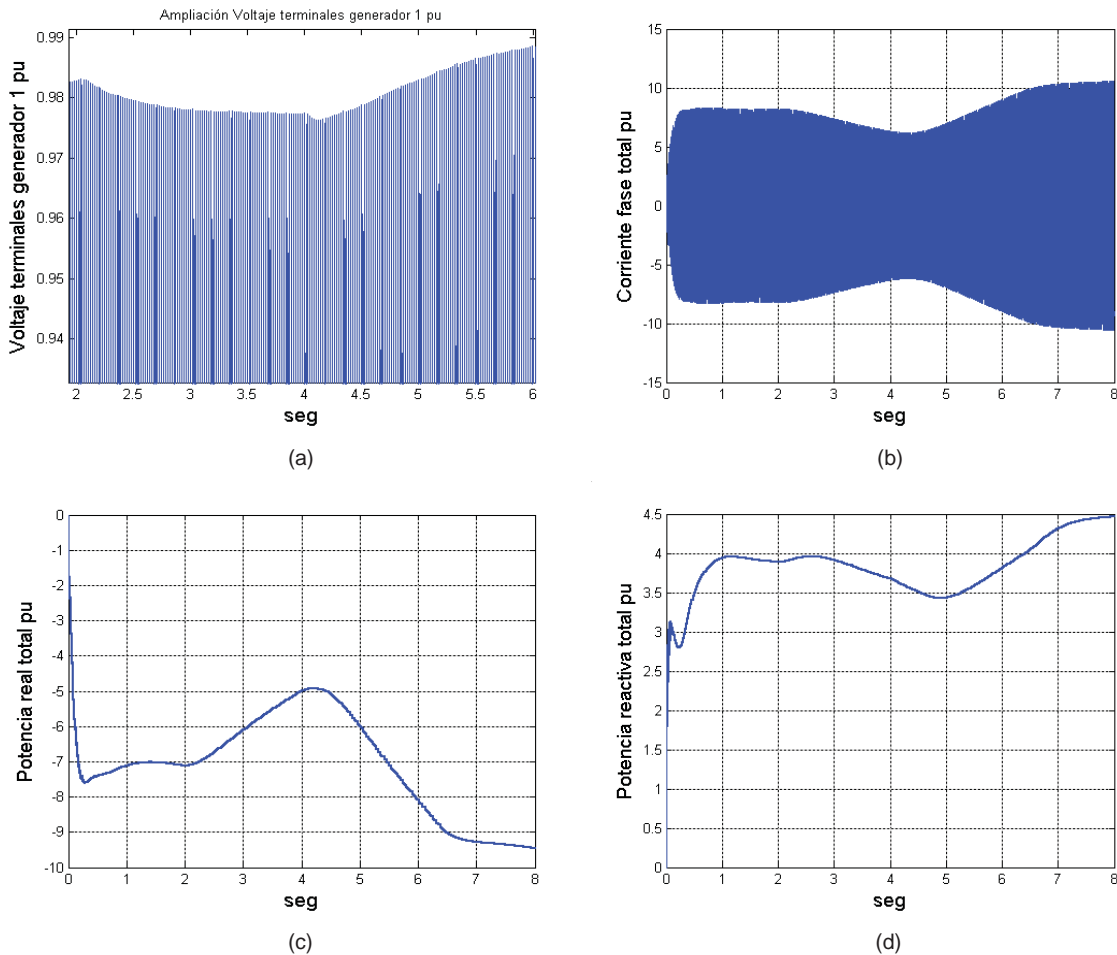 Ampliación Voltaje terminales generador 1 pu
Voltaje terminales generador 1 pu
0.99
0.98
0.97
0.96
0.95
0.94
2 2.5 3 3.5 4 4.5 5 5.5 6
seg
(a)
Corriente fase total pu
15
10
5
0
-5
-10
-15
0 1 2 3 4 5 6 7 8
seg
(b)
Potencia real total pu
0
-1
-2
-3
-4
-5
-6
-7
-8
-9
-10
0 1 2 3 4 5 6 7 8
seg
(c)
Potencia reactiva total pu
4.5
4
3.5
3
2.5
2
1.5
1
0.5
0
0 1 2 3 4 5 6 7 8
seg
(d)